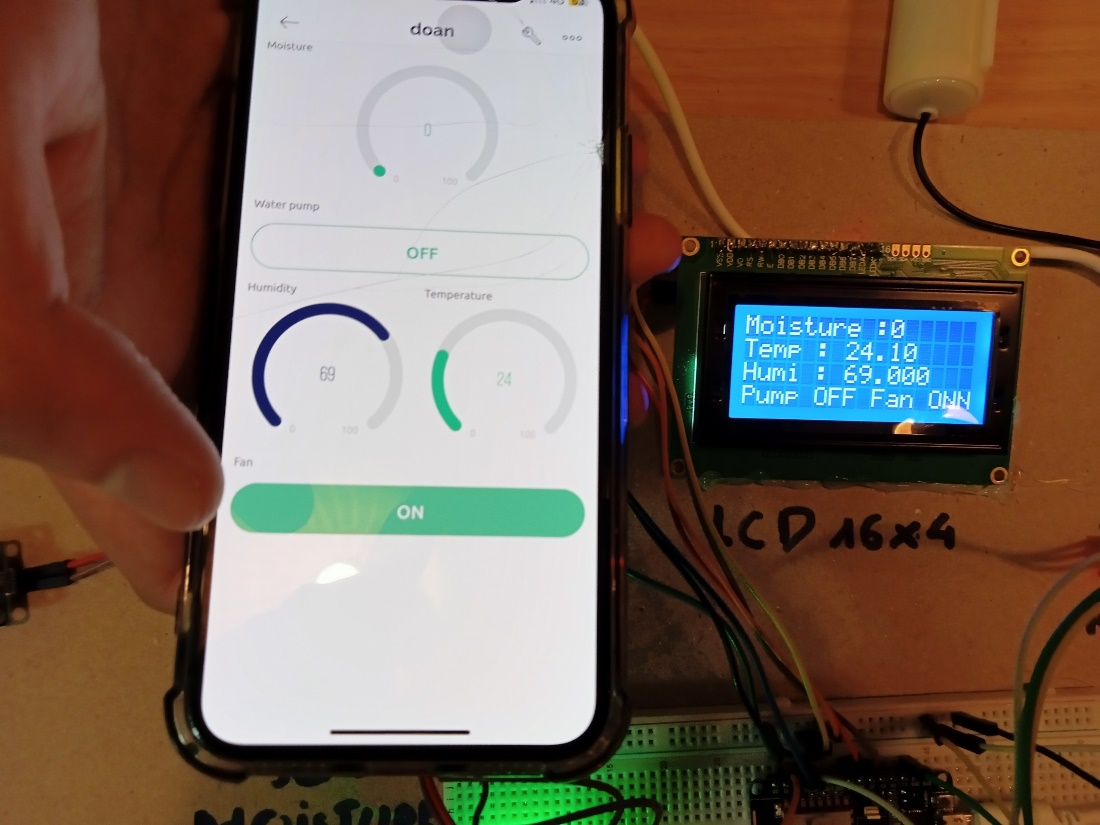 doan
Moisture
0
0 100
Water pump
OFF
Humidity Temperature
69 24
0 100 0 100
Fan
ON
Moisture :0
Temp : 24.10
Humi : 69.000
Pump OFF Fan ONN
LCD 16x4
MOISTURE